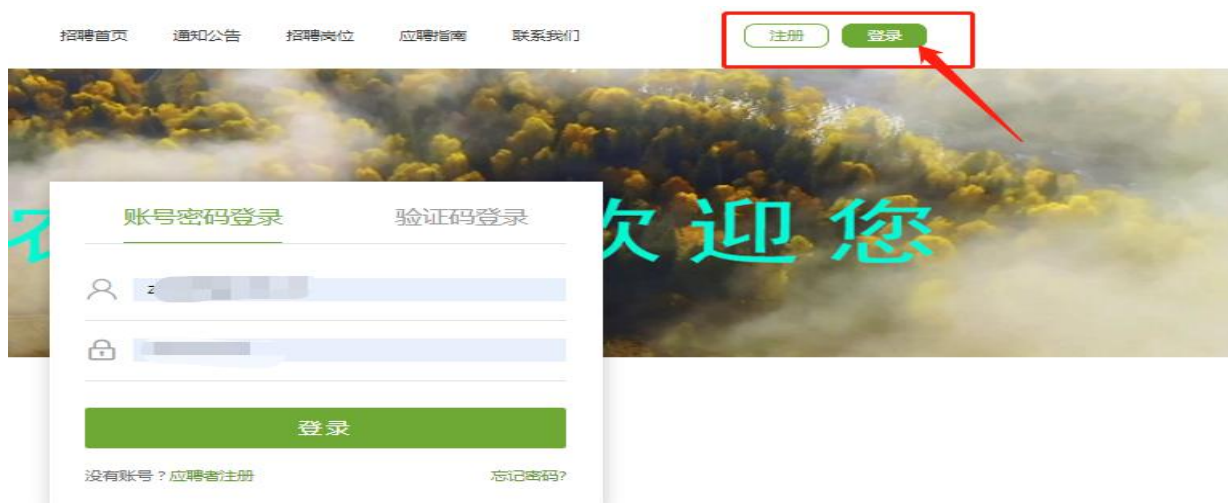 招聘首页 通知公告 招聘岗位 应聘指南 联系我们 注册 登录
欢迎您
账号密码登录 验证码登录
z
登录
没有账号？应聘者注册 忘记密码?